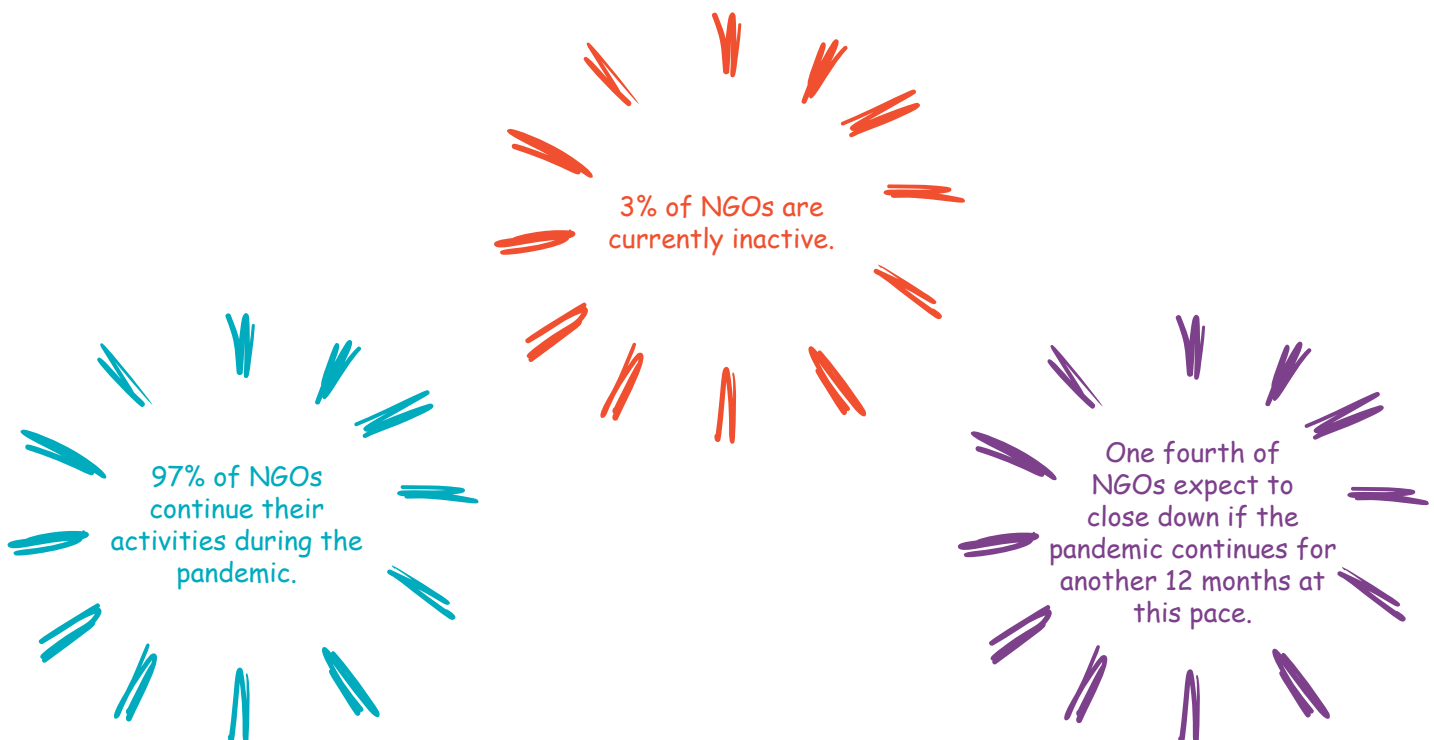 3% of NGOs are
currently inactive.
97% of NGOs
continue their
activities during the
pandemic.
One fourth of
NGOs expect to
close down if the
pandemic continues for
another 12 months at
this pace.